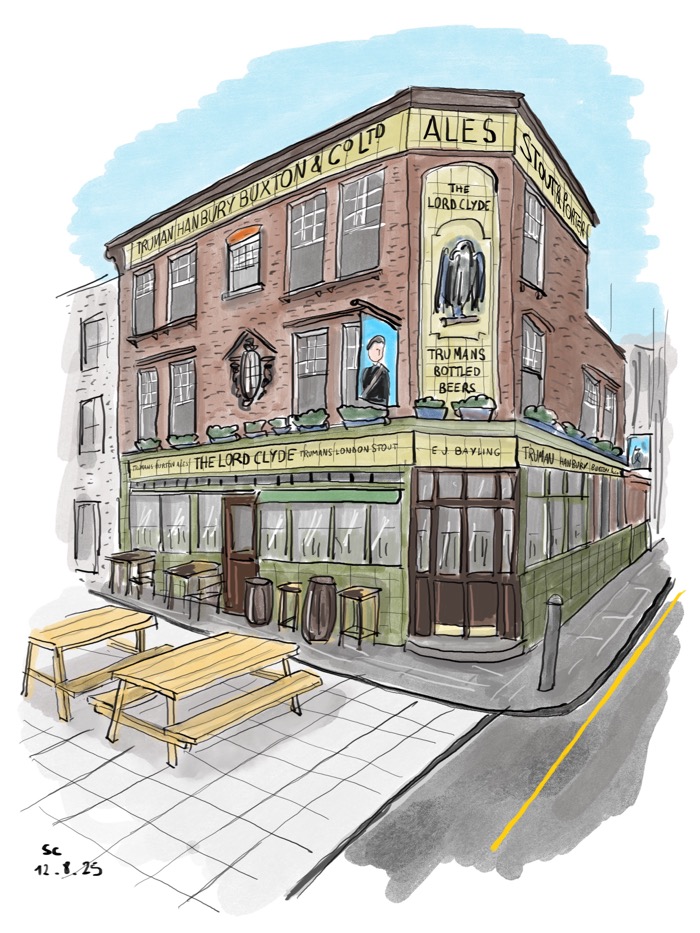 TRUMAN HANBURY BUXTON & Co LTD
ALES
STOUT & PORTER
THE
LORD CLYDE
TRUMANS
BOTTLED
BEERS
TRUMANS BURTON ALES THE LORD CLYDE TRUMANS LONDON STOUT
E J BAYLING
TRUMAN HANBURY BUXTON
SC
12.8.25